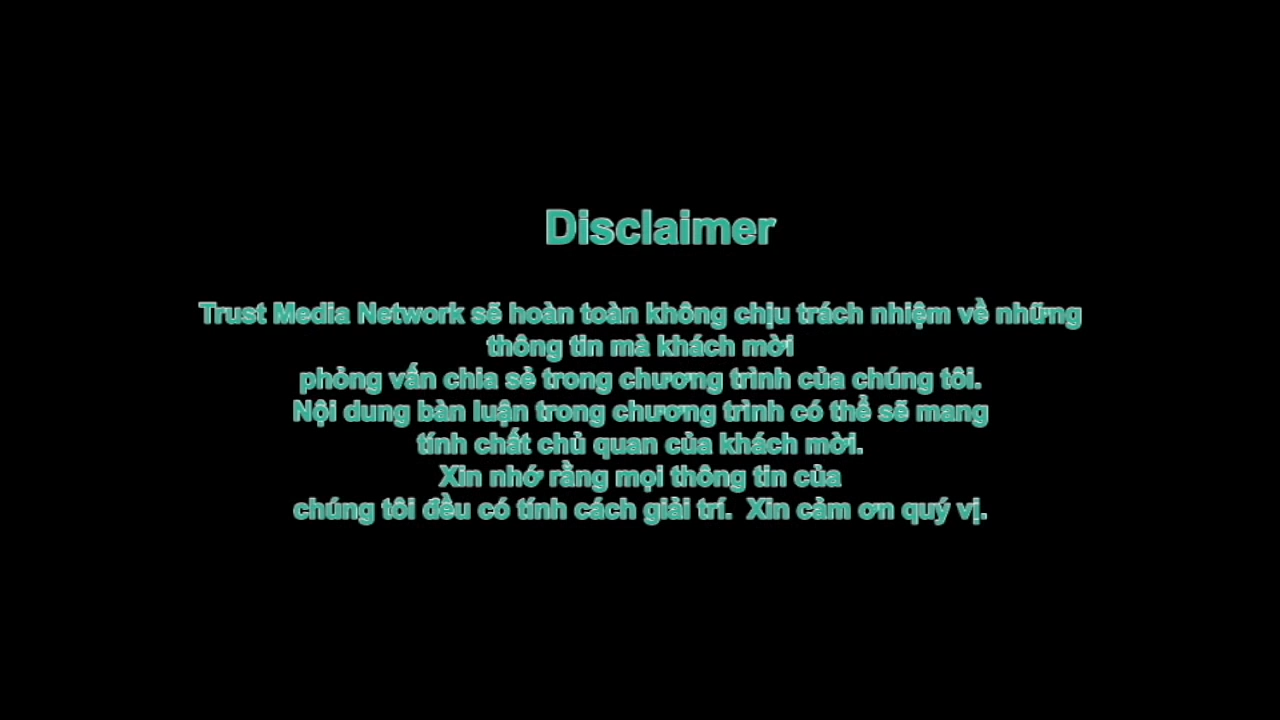 Disclaimer
Trust Media Network sẽ hoàn toàn không chịu trách nhiệm về những
thông tin mà khách mời
phỏng vấn chia sẻ trong chương trình của chúng tôi.
Nội dung bàn luận trong chương trình có thể sẽ mang
tính chất chủ quan của khách mời.
Xin nhớ rằng mọi thông tin của
chúng tôi đều có tính cách giải trí.  Xin cảm ơn quý vị.